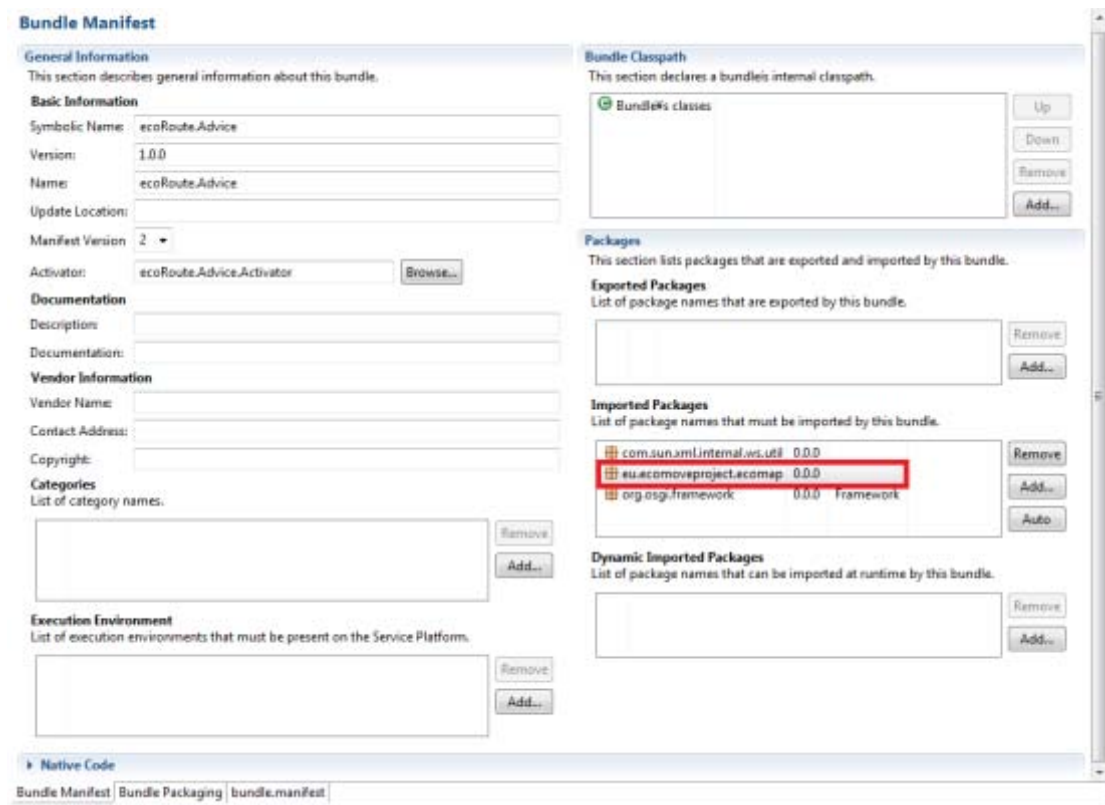 Bundle Manifest
General Information
This section describes general information about this bundle.
Basic Information
Symbolic Name: ecoRoute.Advice
Version: 1.0.0
Name: ecoRoute.Advice
Update Location:
Manifest Version 2
Activator: ecoRoute.Advice.Activator Browse...
Documentation
Description:
Documentation:
Vendor Information
Vendor Name:
Contact Address:
Copyright:
Categories
List of category names.
Remove
Add...
Execution Environment
List of execution environments that must be present on the Service Platform.
Remove
Add...
Native Code
Bundle Classpath
This section declares a bundleis internal classpath.
Bundle¥s classes
Up
Down
Remove
Add...
Packages
This section lists packages that are exported and imported by this bundle.
Exported Packages
List of package names that are exported by this bundle.
Remove
Add...
Imported Packages
List of package names that must be imported by this bundle.
com.sun.xml.internal.ws.util 0.0.0
eu.ecomoveproject.ecomap 0.0.0
org.osgi.framework 0.0.0 Framework
Remove
Add...
Auto
Dynamic Imported Packages
List of package names that can be imported at runtime by this bundle.
Remove
Add...
Bundle Manifest Bundle Packaging bundle.manifest